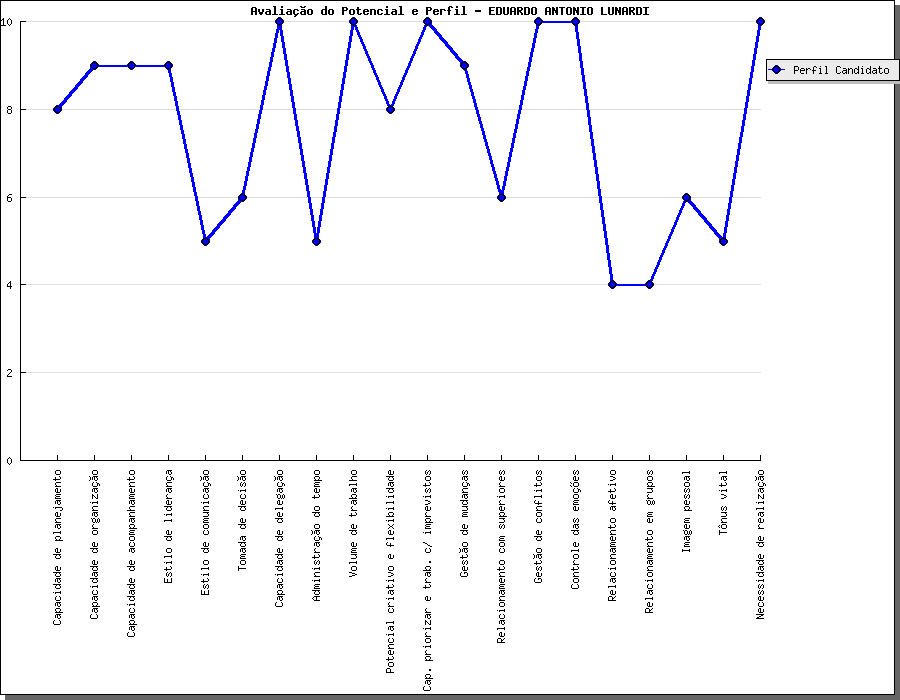 Avaliação do Potencial e Perfil - EDUARDO ANTONIO LUNARDI
10
8
6
4
2
0
Perfil Candidato
Capacidade de planejamento
Capacidade de organização
Capacidade de acompanhamento
Estilo de liderança
Estilo de comunicação
Tomada de decisão
Capacidade de delegação
Administração do tempo
Volume de trabalho
Potencial criativo e flexibilidade
Cap. priorizar e trab. c/ imprevistos
Gestão de mudanças
Relacionamento com superiores
Gestão de conflitos
Controle das emoções
Relacionamento afetivo
Relacionamento em grupos
Imagem pessoal
Tônus vital
Necessidade de realização